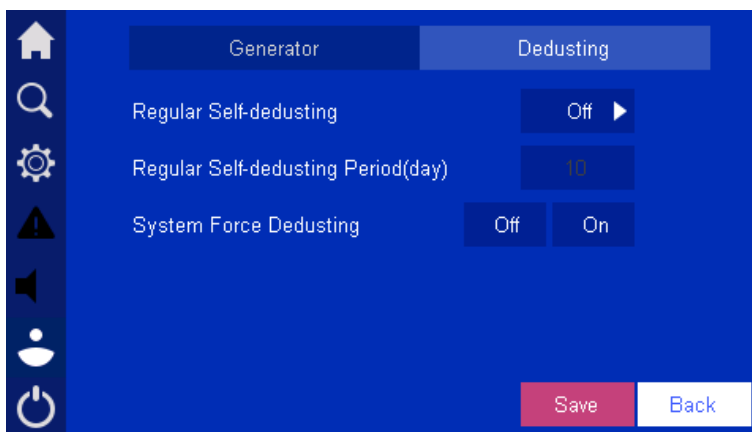 Generator Dedusting
Regular Self-dedusting Off
Regular Self-dedusting Period(day) 10
System Force Dedusting Off On
Save Back